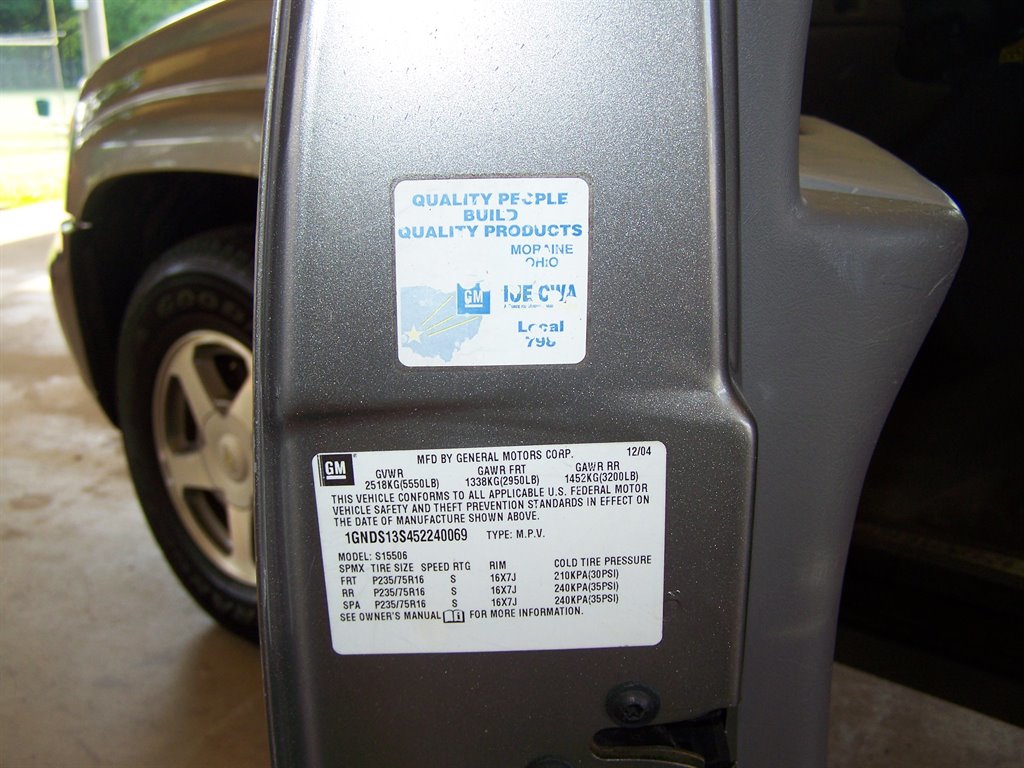 QUALITY PEOPLE
BUILD
QUALITY PRODUCTS
MORAINE
OHIO
GM IUE CWA
Local
798
GM
MFD BY GENERAL MOTORS CORP. 12/04
GVWR GAWR FRT GAWR RR
2518KG(5550LB) 1338KG(2950LB) 1452KG(3200LB)
THIS VEHICLE CONFORMS TO ALL APPLICABLE U.S. FEDERAL MOTOR
VEHICLE SAFETY AND THEFT PREVENTION STANDARDS IN EFFECT ON
THE DATE OF MANUFACTURE SHOWN ABOVE.
1GNDS13S452240069 TYPE: M.P.V.
MODEL: S15506
SPMX TIRE SIZE SPEED RTG RIM COLD TIRE PRESSURE
FRT P235/75R16 S 16X7J 210KPA(30PSI)
RR P235/75R16 S 16X7J 240KPA(35PSI)
SPA P235/75R16 S 16X7J 240KPA(35PSI)
SEE OWNER'S MANUAL FOR MORE INFORMATION.